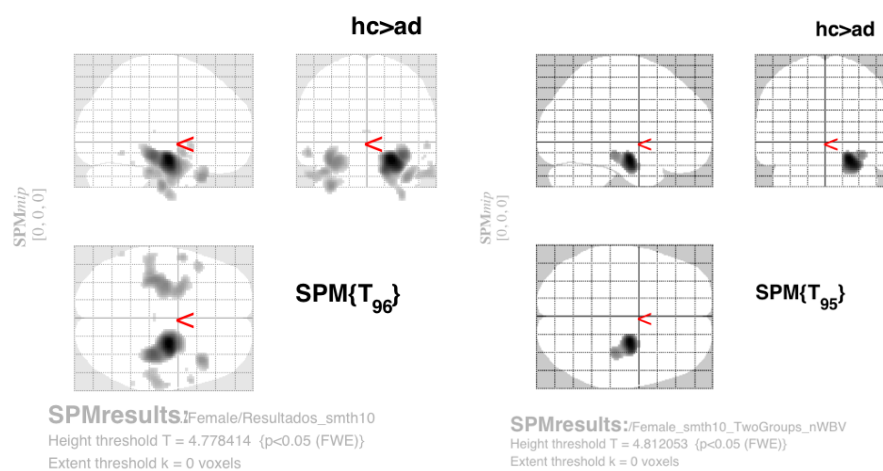 hc>ad
<
<
SPMmip
[0, 0, 0]
<
SPM{T96}
SPMresults:./Female/Resultados_smth10
Height threshold T = 4.778414 {p<0.05 (FWE)}
Extent threshold k = 0 voxels
hc>ad
<
<
SPMmip
[0, 0, 0]
<
SPM{T95}
SPMresults:/Female_smth10_TwoGroups_nWBV
Height threshold T = 4.812053 {p<0.05 (FWE)}
Extent threshold k = 0 voxels